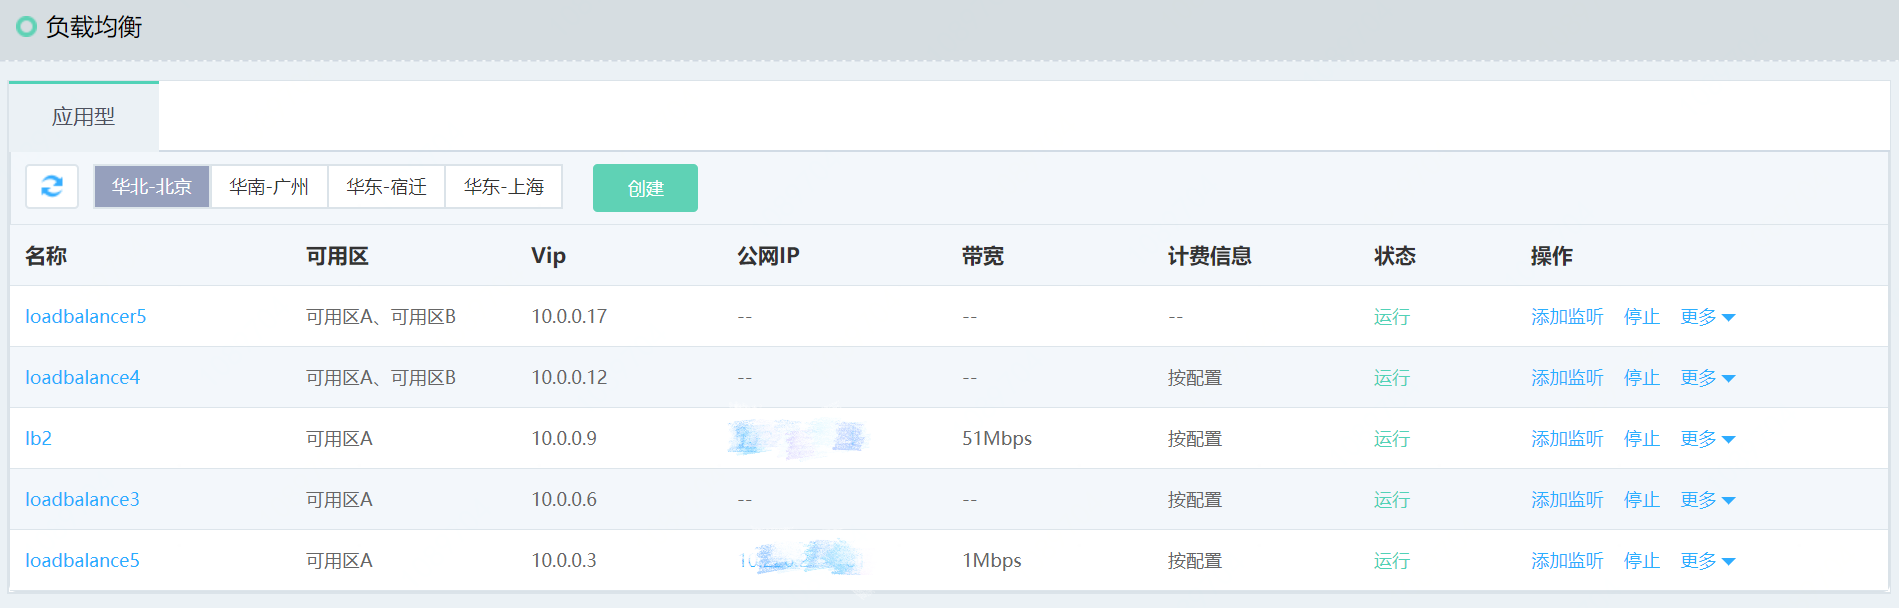 负载均衡
应用型
华北-北京 华南-广州 华东-宿迁 华东-上海 创建
名称 可用区 Vip 公网IP 带宽 计费信息 状态 操作
loadbalancer5 可用区A、可用区B 10.0.0.17 -- -- -- 运行 添加监听 停止 更多
loadbalance4 可用区A、可用区B 10.0.0.12 -- -- 按配置 运行 添加监听 停止 更多
lb2 可用区A 10.0.0.9 51Mbps 按配置 运行 添加监听 停止 更多
loadbalance3 可用区A 10.0.0.6 -- -- 按配置 运行 添加监听 停止 更多
loadbalance5 可用区A 10.0.0.3 1Mbps 按配置 运行 添加监听 停止 更多